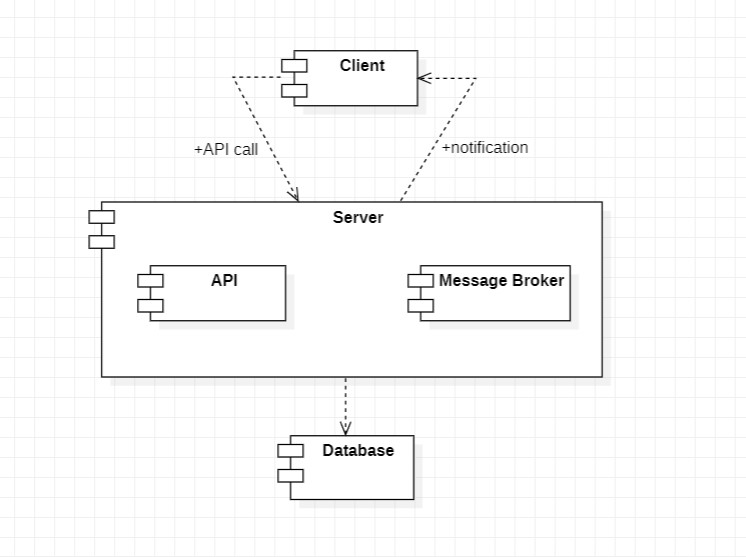 Client
+API call
+notification
Server
API
Message Broker
Database